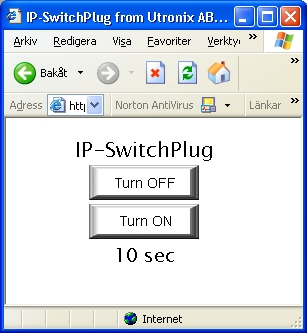 IP-SwitchPlug from Utronix AB...
Arkiv Redigera Visa Favoriter Verkty »
Bakåt »
Adress http Norton AntiVirus Länkar »
IP-SwitchPlug
Turn OFF
Turn ON
10 sec
Internet